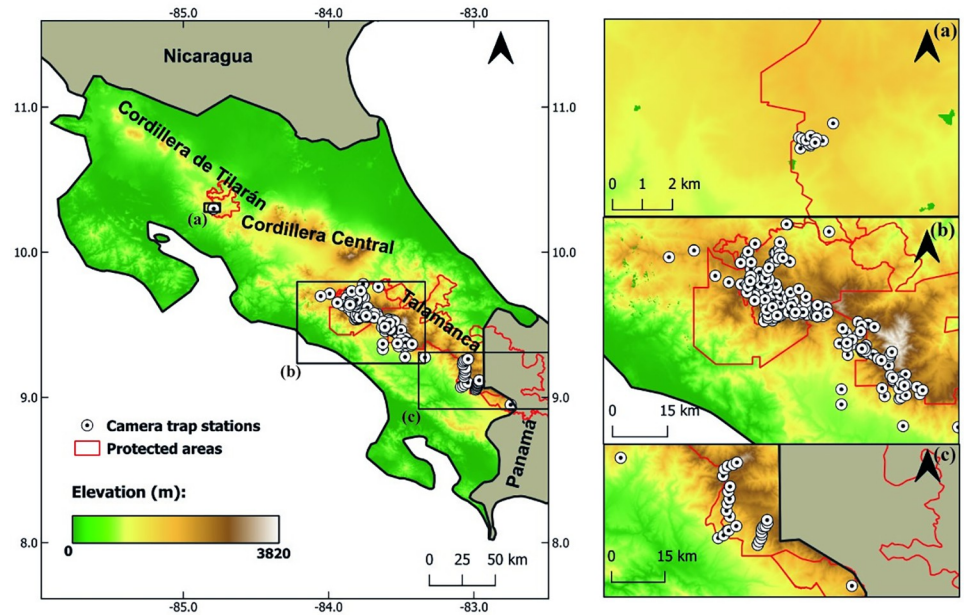 -85.0
-84.0
-83.0
Nicaragua
11.0
11.0
Cordillera de Tilarán
(a)
Cordillera Central
10.0
10.0
Talamanca
(b)
(c)
9.0
9.0
Camera trap stations
Protected areas
Panamá
Elevation (m):
0
3820
8.0
8.0
0 25 50 km
-85.0
-84.0
-83.0
(a)
0 1 2 km
(b)
0 15 km
(c)
0 15 km